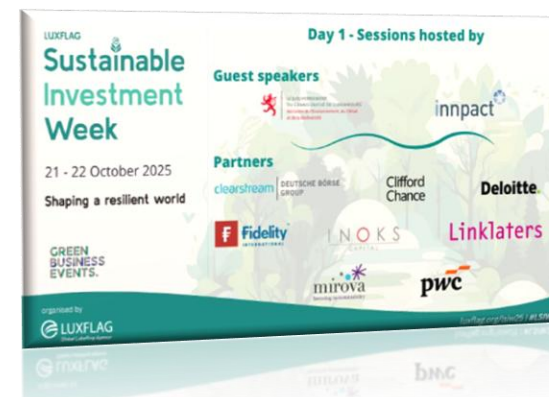 LUXFLAG
Sustainable
Investment
Week
21 - 22 October 2025
Shaping a resilient world
GREEN
BUSINESS
EVENTS.
organised by
LUXFLAG
Day 1 - Sessions hosted by
Guest speakers
innpact
Partners
clearstream
DEUTSCHE BÖRSE
GROUP
Clifford
Chance
Deloitte.
Fidelity
INTERNATIONAL
INOKS
CAPITAL
Linklaters
mirova
pwc